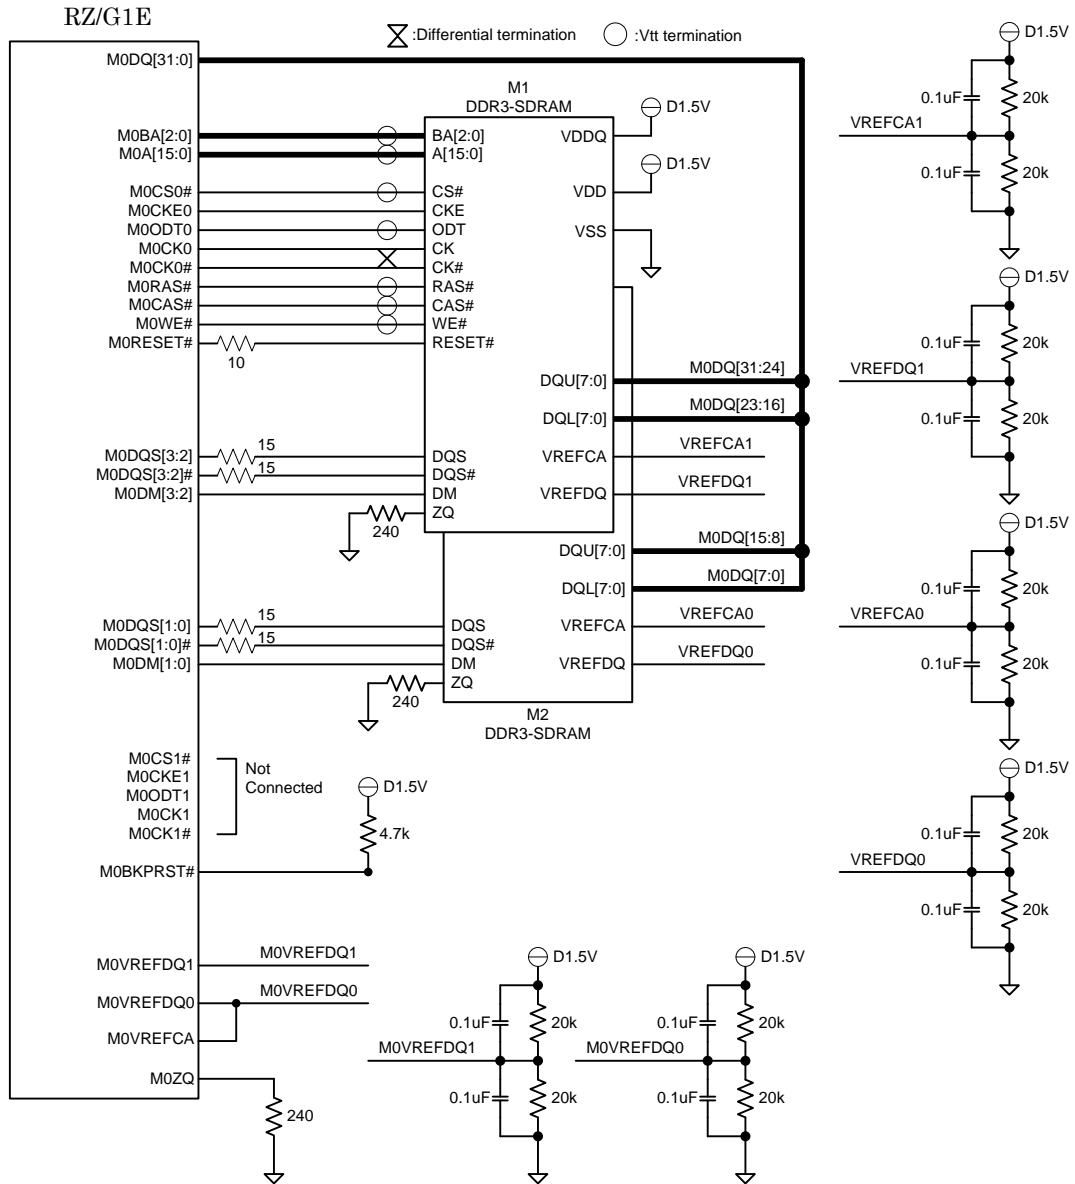 RZ/G1E
:Differential termination
:Vtt termination
M0DQ[31:0]
M0BA[2:0]
M0A[15:0]
M0CS0#
M0CKE0
M0ODT0
M0CK0
M0CK0#
M0RAS#
M0CAS#
M0WE#
M0RESET#
10
M0DQS[3:2]
15
M0DQS[3:2]#
15
M0DM[3:2]
240
M0DQS[1:0]
15
M0DQS[1:0]#
15
M0DM[1:0]
240
M0CS1#
M0CKE1
M0ODT1
M0CK1
M0CK1#
Not
Connected
D1.5V
4.7k
M0BKPRST#
M0VREFDQ1
M0VREFDQ1
M0VREFDQ0
M0VREFDQ0
M0VREFCA
M0ZQ
240
M1
DDR3-SDRAM
BA[2:0]
A[15:0]
CS#
CKE
ODT
CK
CK#
RAS#
CAS#
WE#
RESET#
DQS
DQS#
DM
ZQ
VDDQ
D1.5V
VDD
D1.5V
VSS
DQU[7:0]
M0DQ[31:24]
DQL[7:0]
M0DQ[23:16]
VREFCA
VREFCA1
VREFDQ
VREFDQ1
DQU[7:0]
M0DQ[15:8]
DQL[7:0]
M0DQ[7:0]
VREFCA
VREFCA0
VREFDQ
VREFDQ0
DQS
DQS#
DM
ZQ
M2
DDR3-SDRAM
D1.5V
0.1uF
20k
VREFCA1
0.1uF
20k
D1.5V
0.1uF
20k
VREFDQ1
0.1uF
20k
D1.5V
0.1uF
20k
VREFCA0
0.1uF
20k
D1.5V
0.1uF
20k
VREFDQ0
0.1uF
20k
D1.5V
0.1uF
20k
M0VREFDQ1
0.1uF
20k
D1.5V
0.1uF
20k
M0VREFDQ0
0.1uF
20k